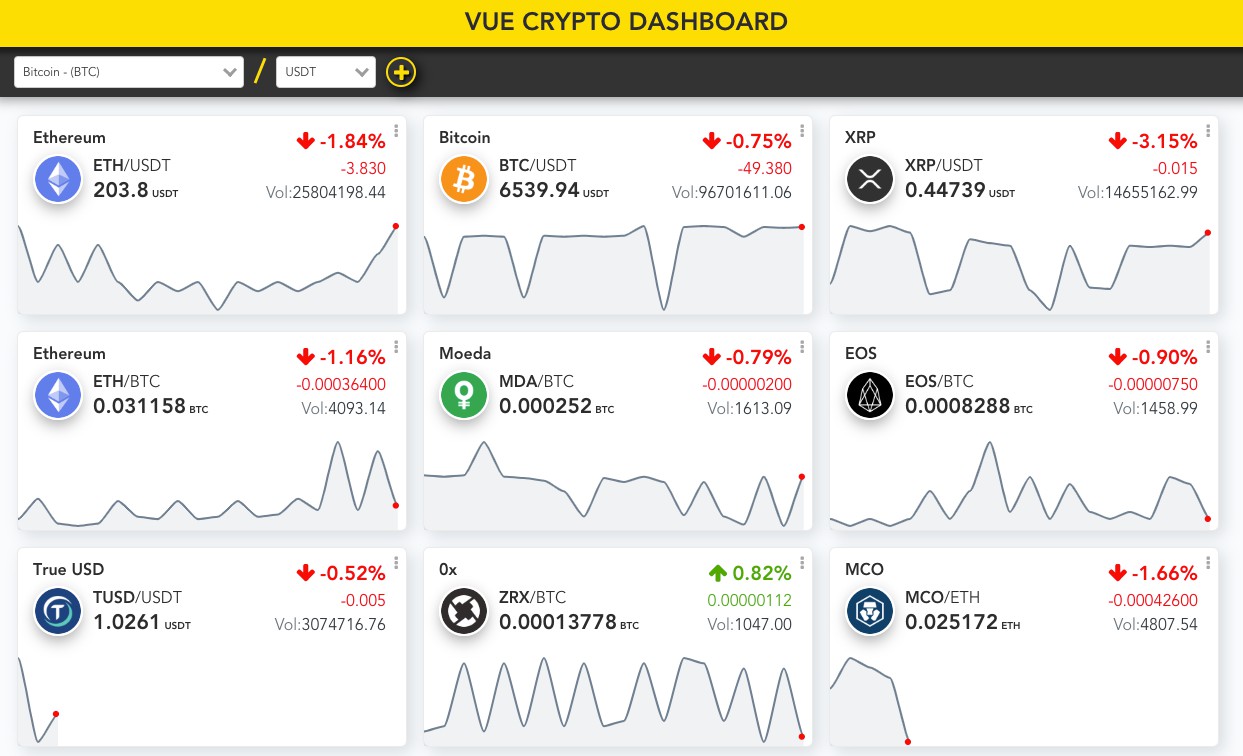 VUE CRYPTO DASHBOARD
Bitcoin - (BTC) / USDT
Ethereum -1.84%
ETH/USDT -3.830
203.8 USDT Vol:25804198.44
Bitcoin -0.75%
BTC/USDT -49.380
6539.94 USDT Vol:96701611.06
XRP -3.15%
XRP/USDT -0.015
0.44739 USDT Vol:14655162.99
Ethereum -1.16%
ETH/BTC -0.00036400
0.031158 BTC Vol:4093.14
Moeda -0.79%
MDA/BTC -0.00000200
0.000252 BTC Vol:1613.09
EOS -0.90%
EOS/BTC -0.00000750
0.0008288 BTC Vol:1458.99
True USD -0.52%
TUSD/USDT -0.005
1.0261 USDT Vol:3074716.76
0x 0.82%
ZRX/BTC 0.00000112
0.00013778 BTC Vol:1047.00
MCO -1.66%
MCO/ETH -0.00042600
0.025172 ETH Vol:4807.54